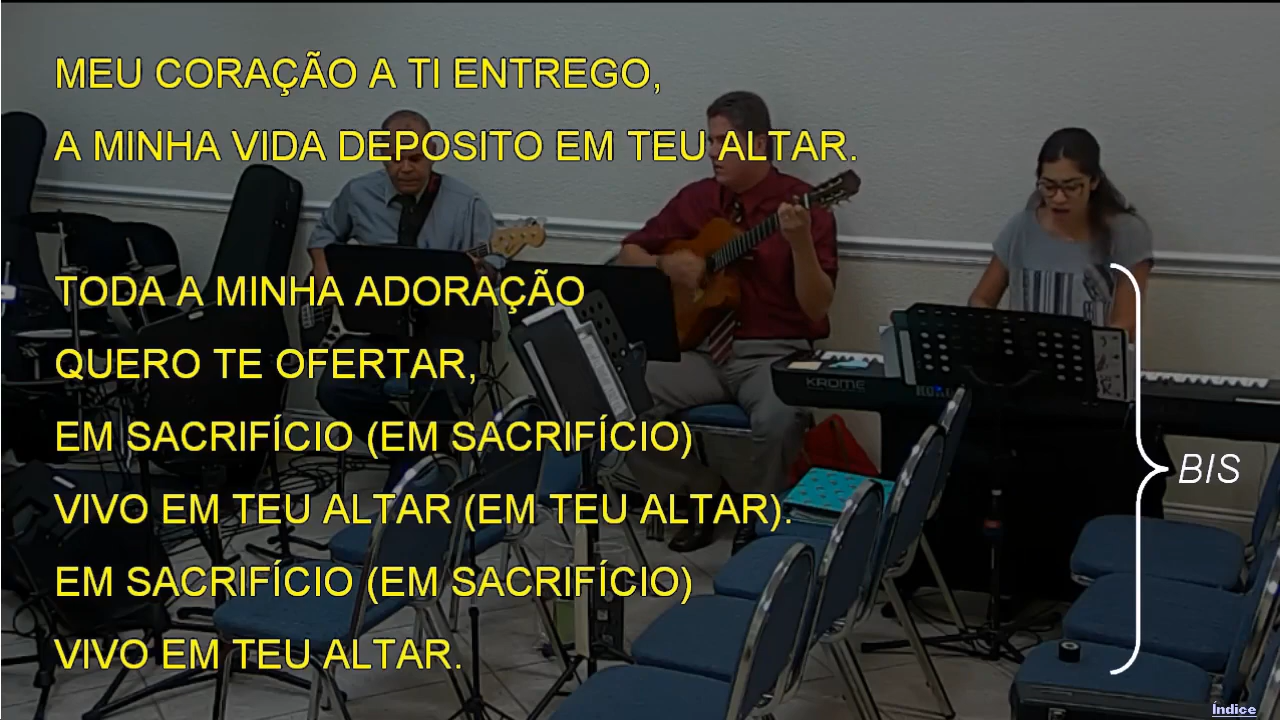 MEU CORAÇÃO A TI ENTREGO,
A MINHA VIDA DEPOSITO EM TEU ALTAR.
TODA A MINHA ADORAÇÃO
QUERO TE OFERTAR,
EM SACRIFÍCIO (EM SACRIFÍCIO)
VIVO EM TEU ALTAR (EM TEU ALTAR).
EM SACRIFÍCIO (EM SACRIFÍCIO)
VIVO EM TEU ALTAR.
BIS
KROME
KORG
Índice